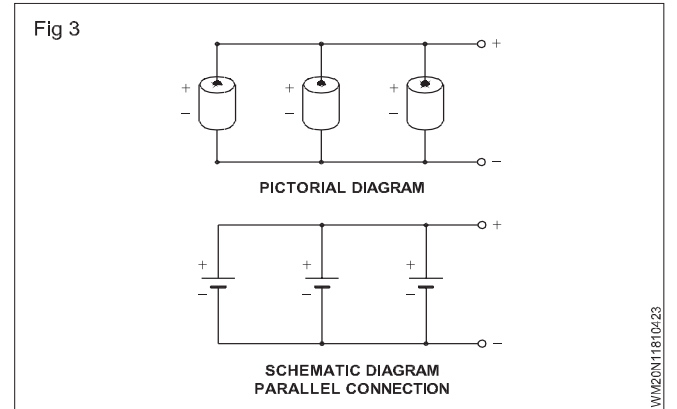 Fig 3
+
+ + +
− − −
−
PICTORIAL DIAGRAM
+
+ + +
− − −
−
SCHEMATIC DIAGRAM
PARALLEL CONNECTION
WM20N11810423